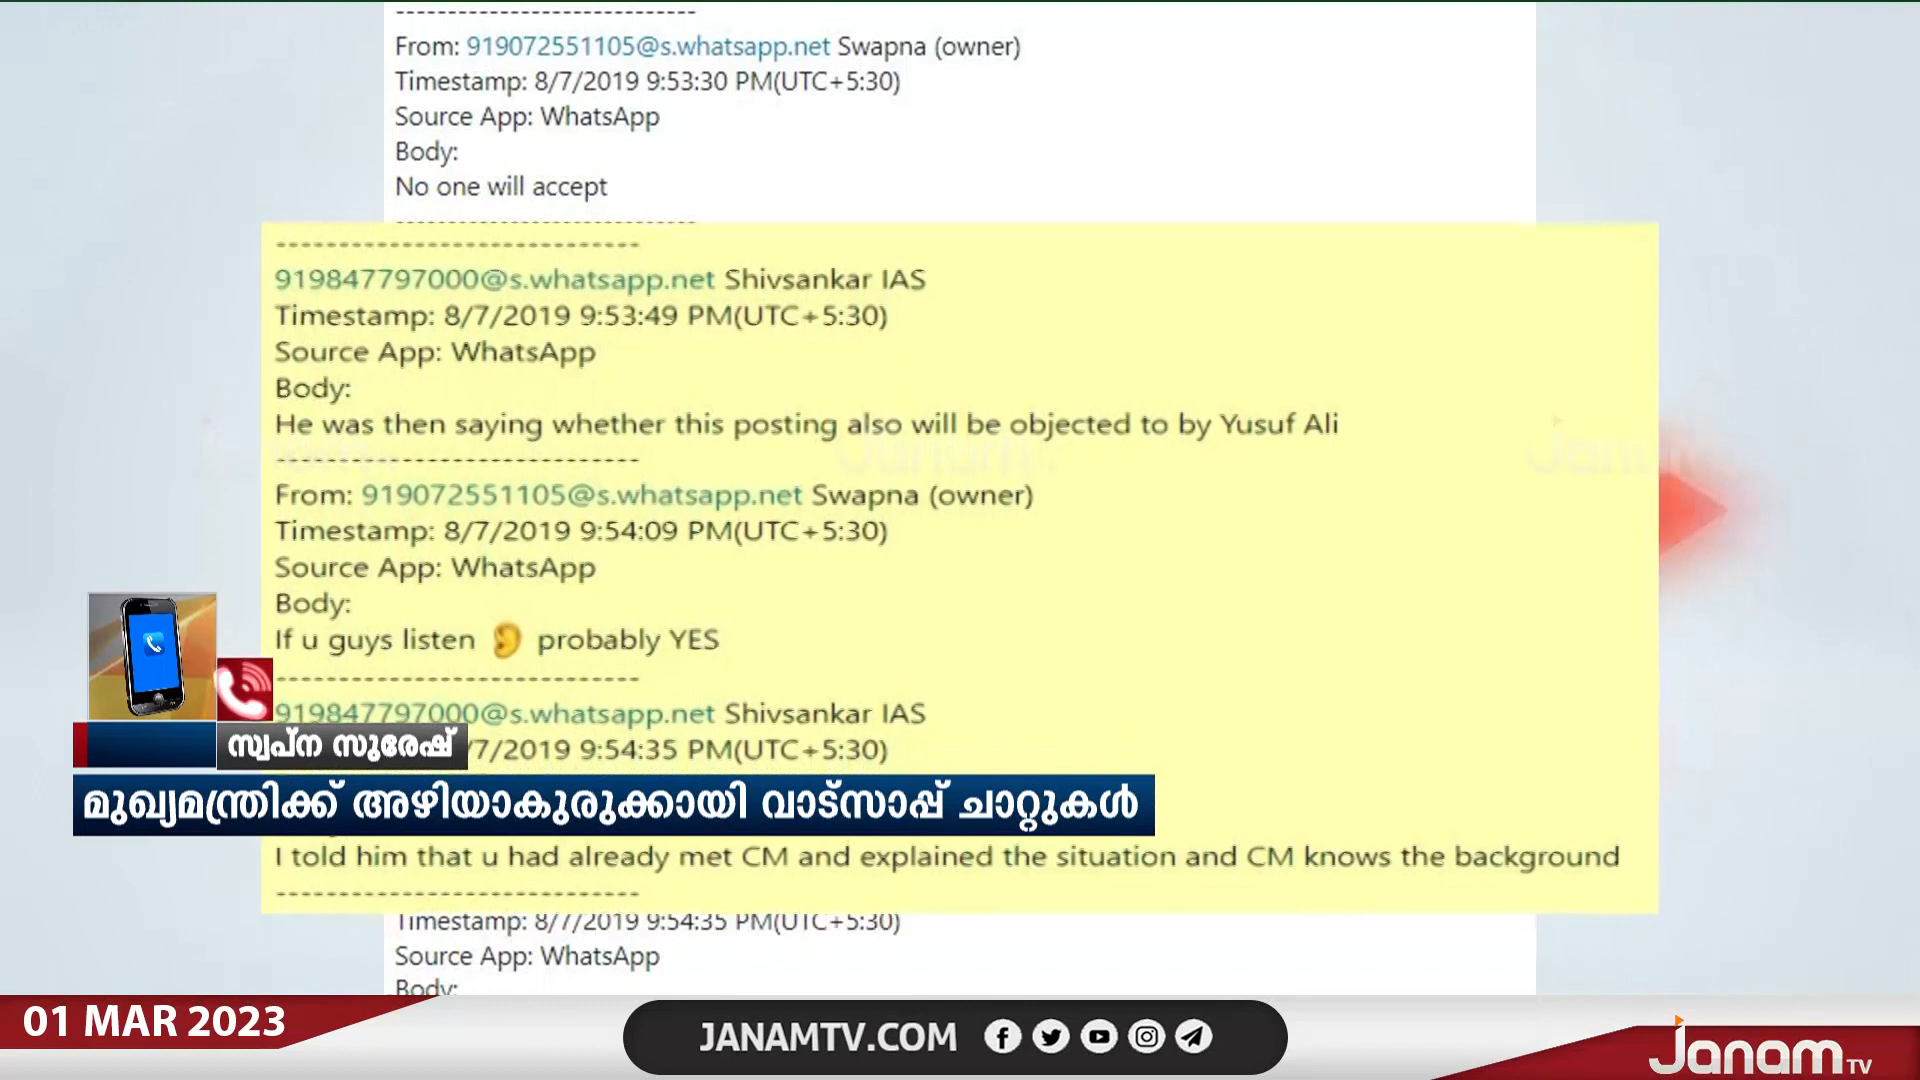 From: 919072551105@s.whatsapp.net Swapna (owner)
Timestamp: 8/7/2019 9:53:30 PM(UTC+5:30)
Source App: WhatsApp
Body:
No one will accept
-----------------------------
919847797000@s.whatsapp.net Shivsankar IAS
Timestamp: 8/7/2019 9:53:49 PM(UTC+5:30)
Source App: WhatsApp
Body:
He was then saying whether this posting also will be objected to by Yusuf Ali
-----------------------------
From: 919072551105@s.whatsapp.net Swapna (owner)
Timestamp: 8/7/2019 9:54:09 PM(UTC+5:30)
Source App: WhatsApp
Body:
If u guys listen 👂 probably YES
-----------------------------
919847797000@s.whatsapp.net Shivsankar IAS
/7/2019 9:54:35 PM(UTC+5:30)
സ്വപ്ന സുരേഷ്
മുഖ്യമന്ത്രിക്ക് അഴിയാകുരുക്കായി വാട്സാപ്പ് ചാറ്റുകൾ
I told him that u had already met CM and explained the situation and CM knows the background
-----------------------------
Timestamp: 8/7/2019 9:54:35 PM(UTC+5:30)
Source App: WhatsApp
Body:
01 MAR 2023
JANAMTV.COM
Janam TV